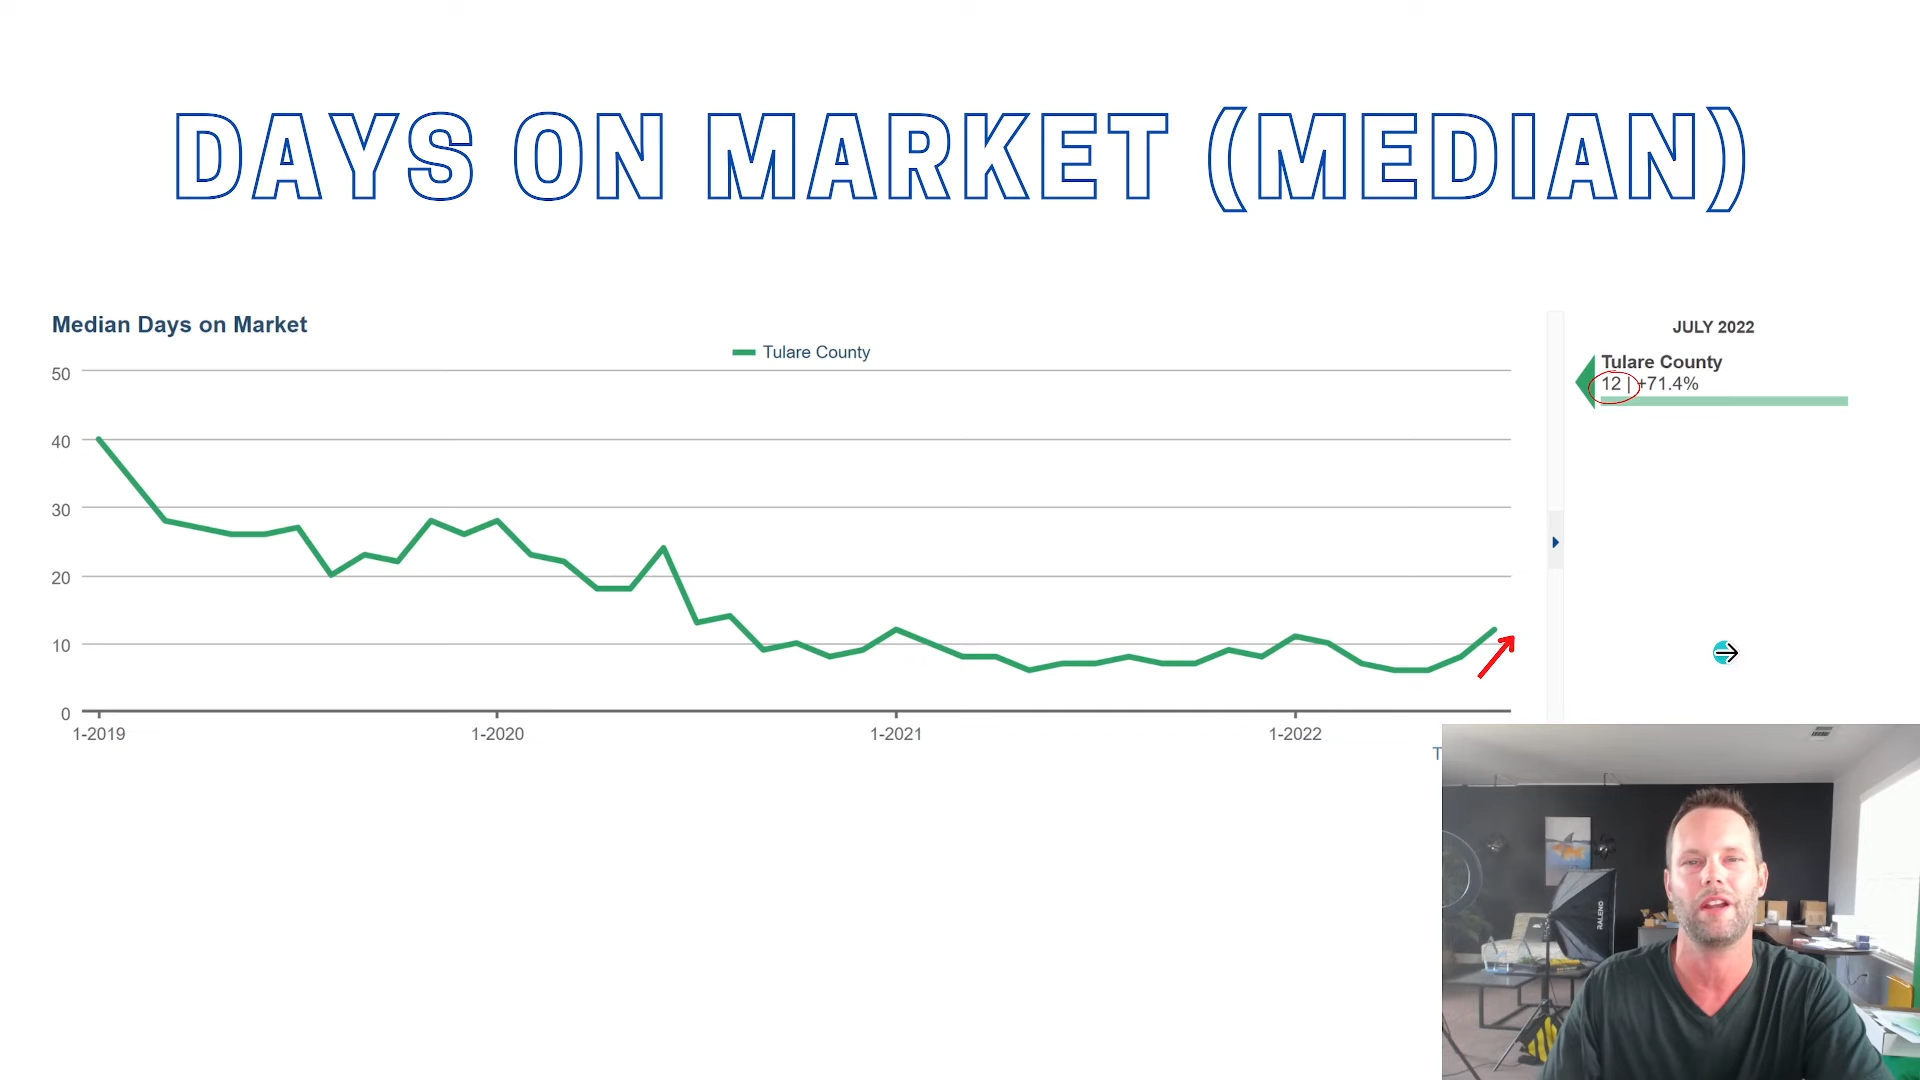 DAYS ON MARKET (MEDIAN)
Median Days on Market
Tulare County
50
40
30
20
10
0
1-2019
1-2020
1-2021
1-2022
T
JULY 2022
Tulare County
12 | +71.4%
RALENO